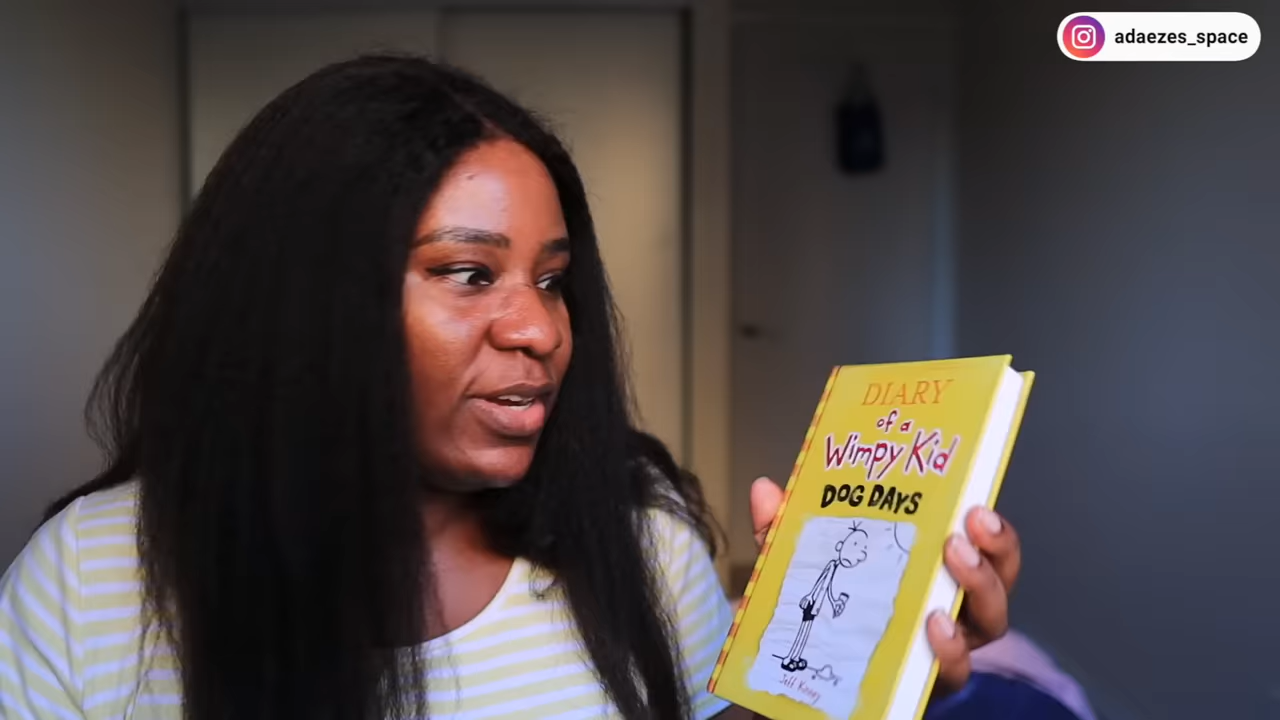 adaezes_space
DIARY
of a
Wimpy Kid
DOG DAYS
Jeff Kinney